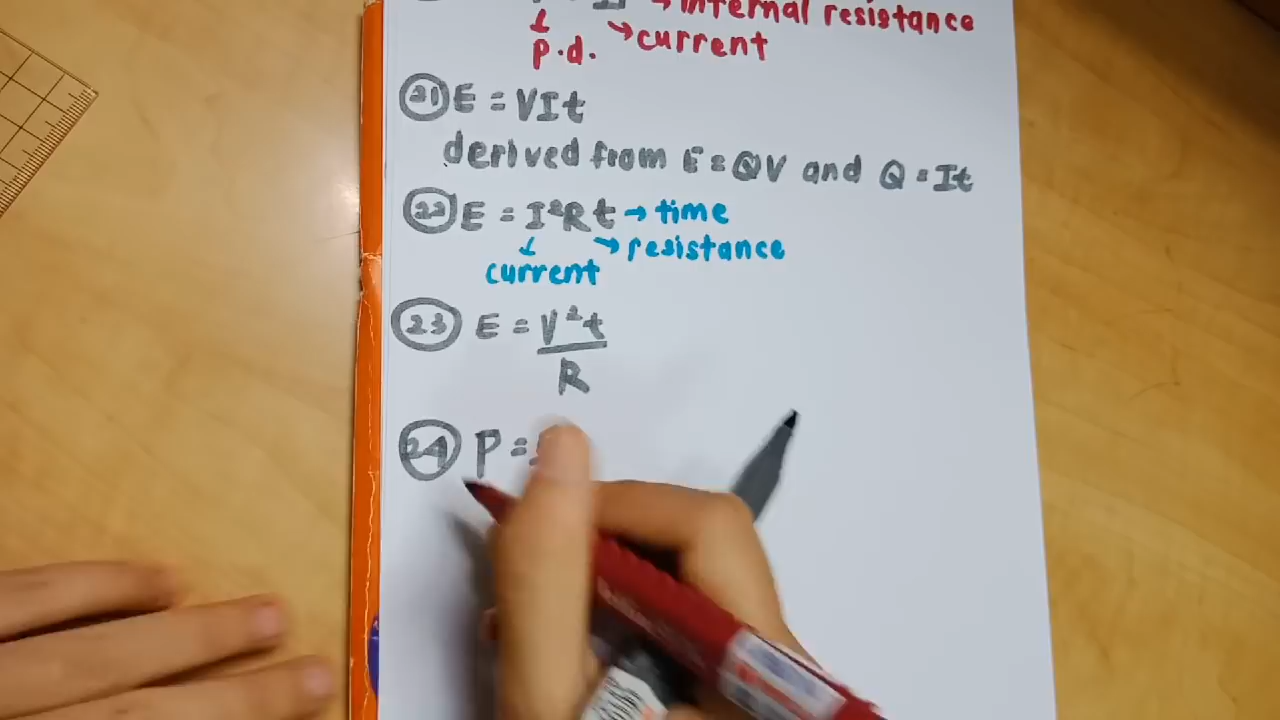 → internal resistance
↓ ↘ current
p.d.
㉑ E = VIt
derived from E = QV and Q = It
㉒ E = I²Rt → time
↓ ↘ resistance
current
㉓ E = V²t
R
㉔ P =